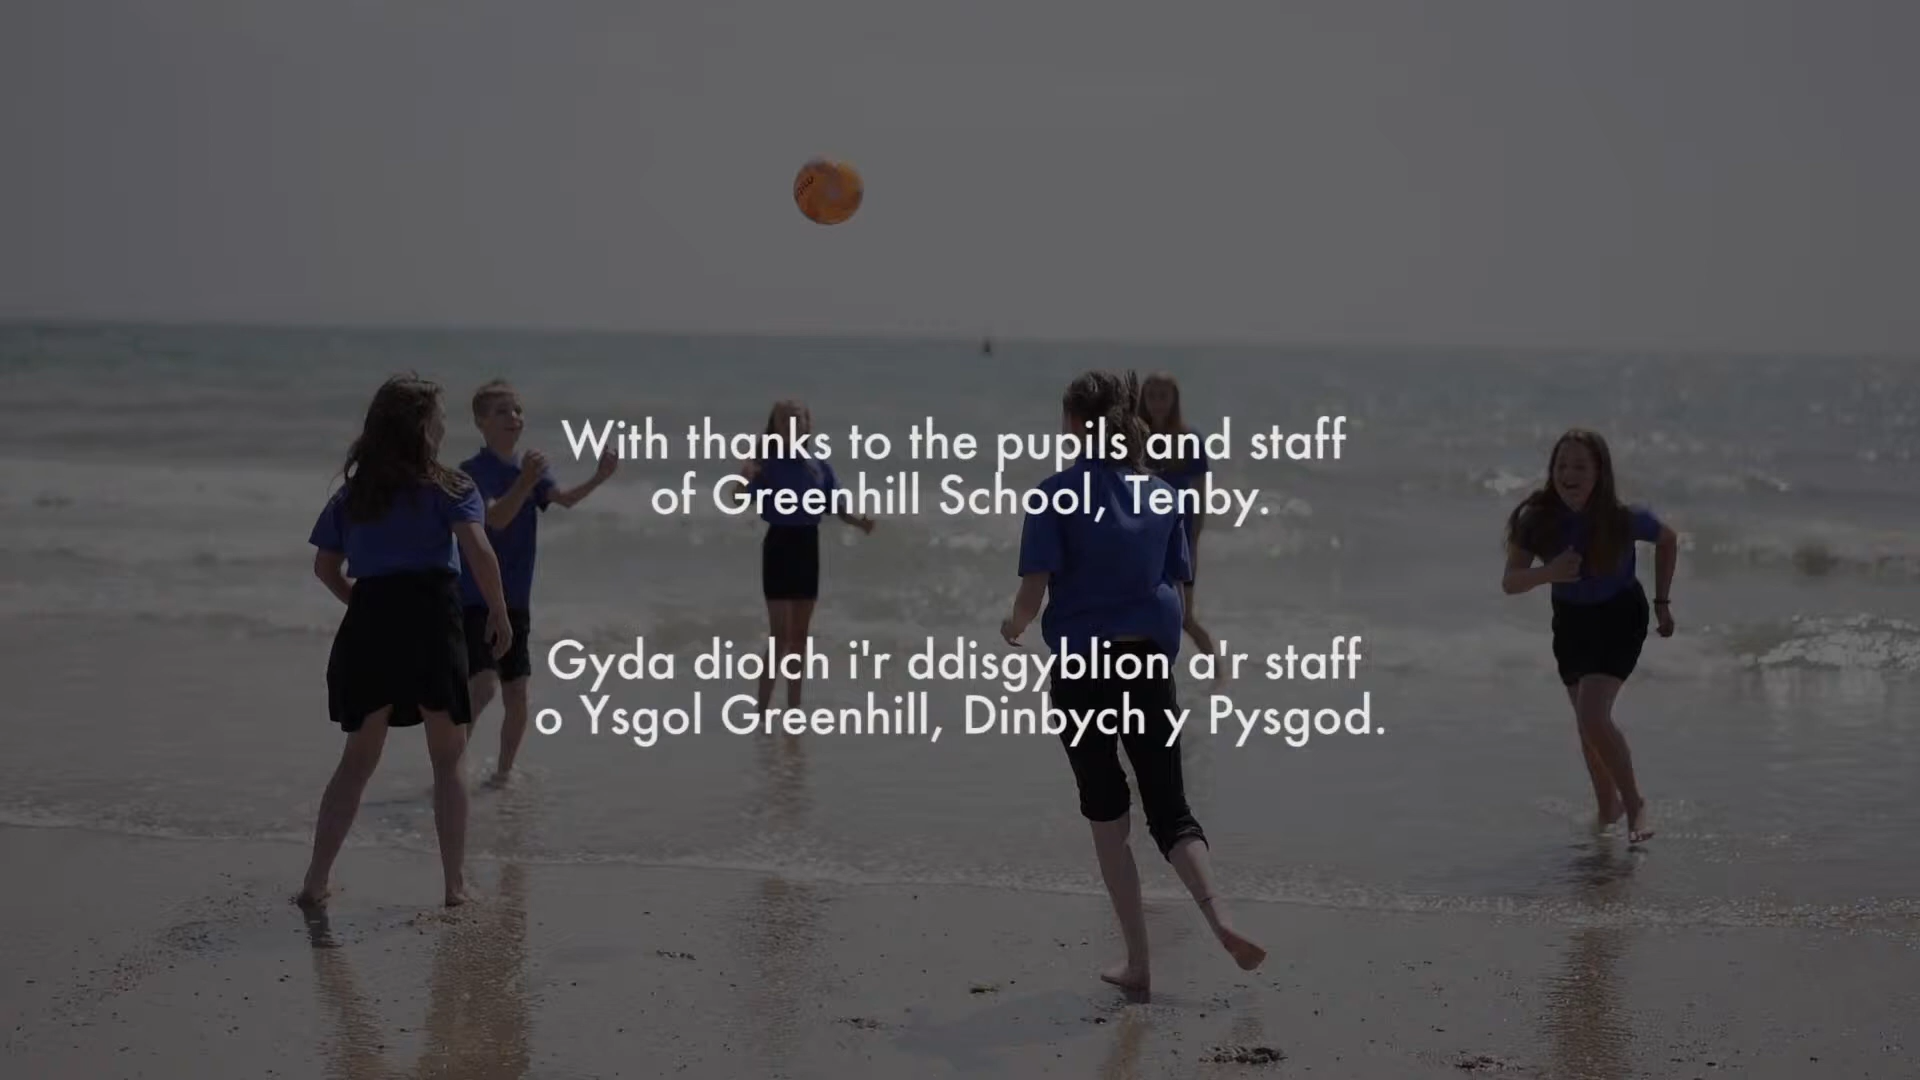 With thanks to the pupils and staff
of Greenhill School, Tenby.
Gyda diolch i'r ddisgyblion a'r staff
o Ysgol Greenhill, Dinbych y Pysgod.